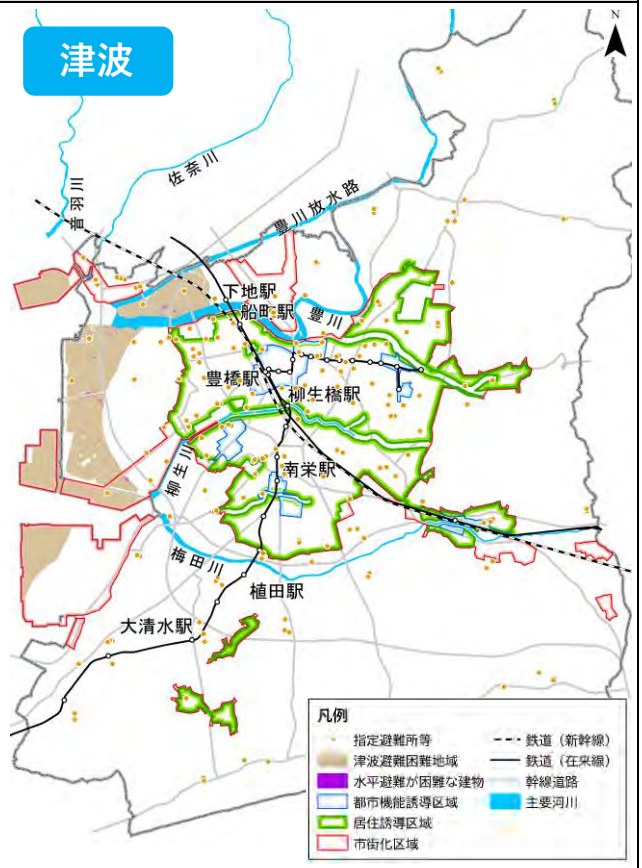 津波
N
佐奈川
音羽川
豊川放水路
下地駅
船町駅
豊川
豊橋駅
柳生橋駅
南栄駅
柳生川
梅田川
植田駅
大清水駅
凡例
指定避難所等
津波避難困難地域
水平避難が困難な建物
都市機能誘導区域
居住誘導区域
市街化区域
鉄道（新幹線）
鉄道（在来線）
幹線道路
主要河川